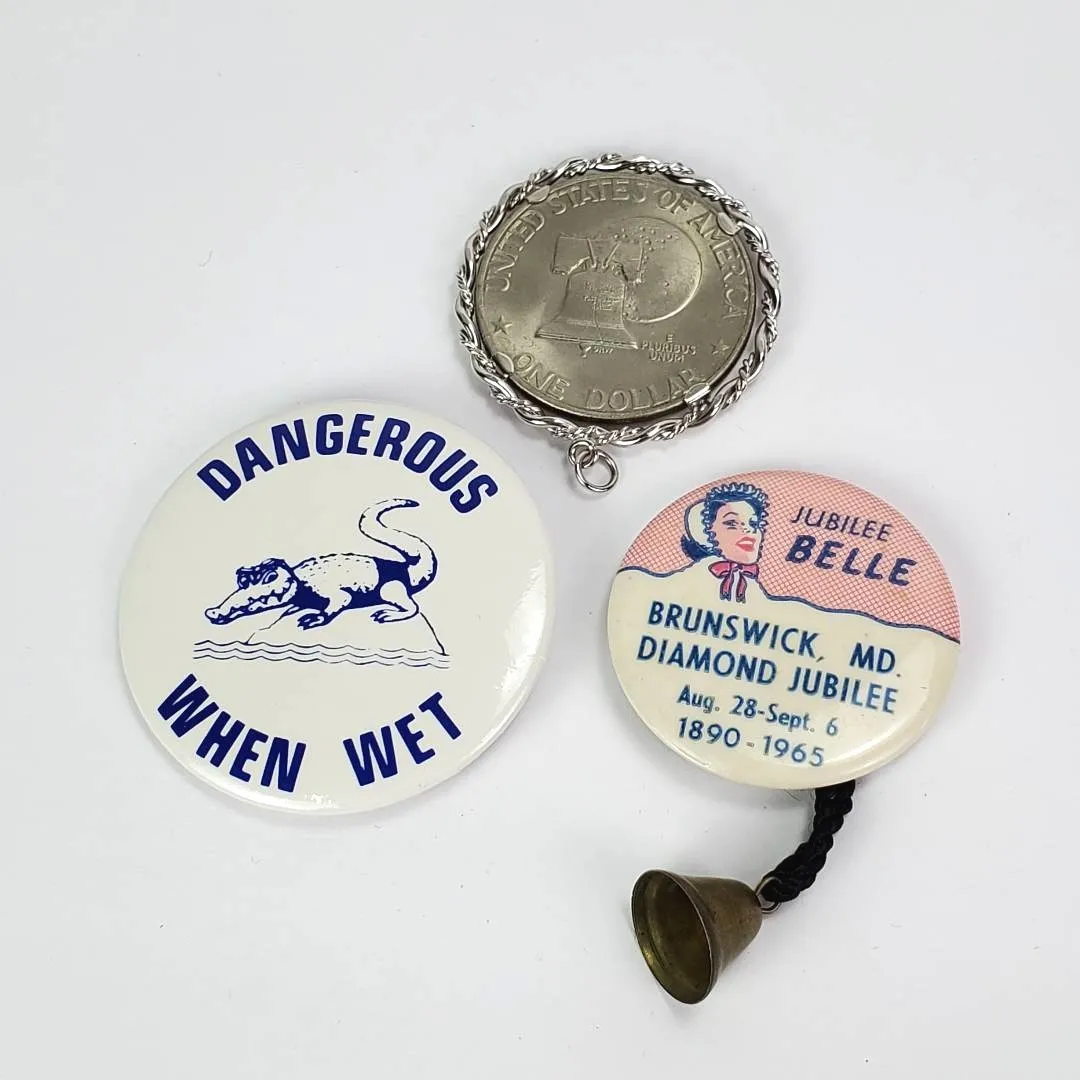 UNITED STATES OF AMERICA
E
PLURIBUS
UNUM
ONE DOLLAR
DANGEROUS
WHEN WET
JUBILEE
BELLE
BRUNSWICK, MD.
DIAMOND JUBILEE
Aug. 28-Sept. 6
1890-1965